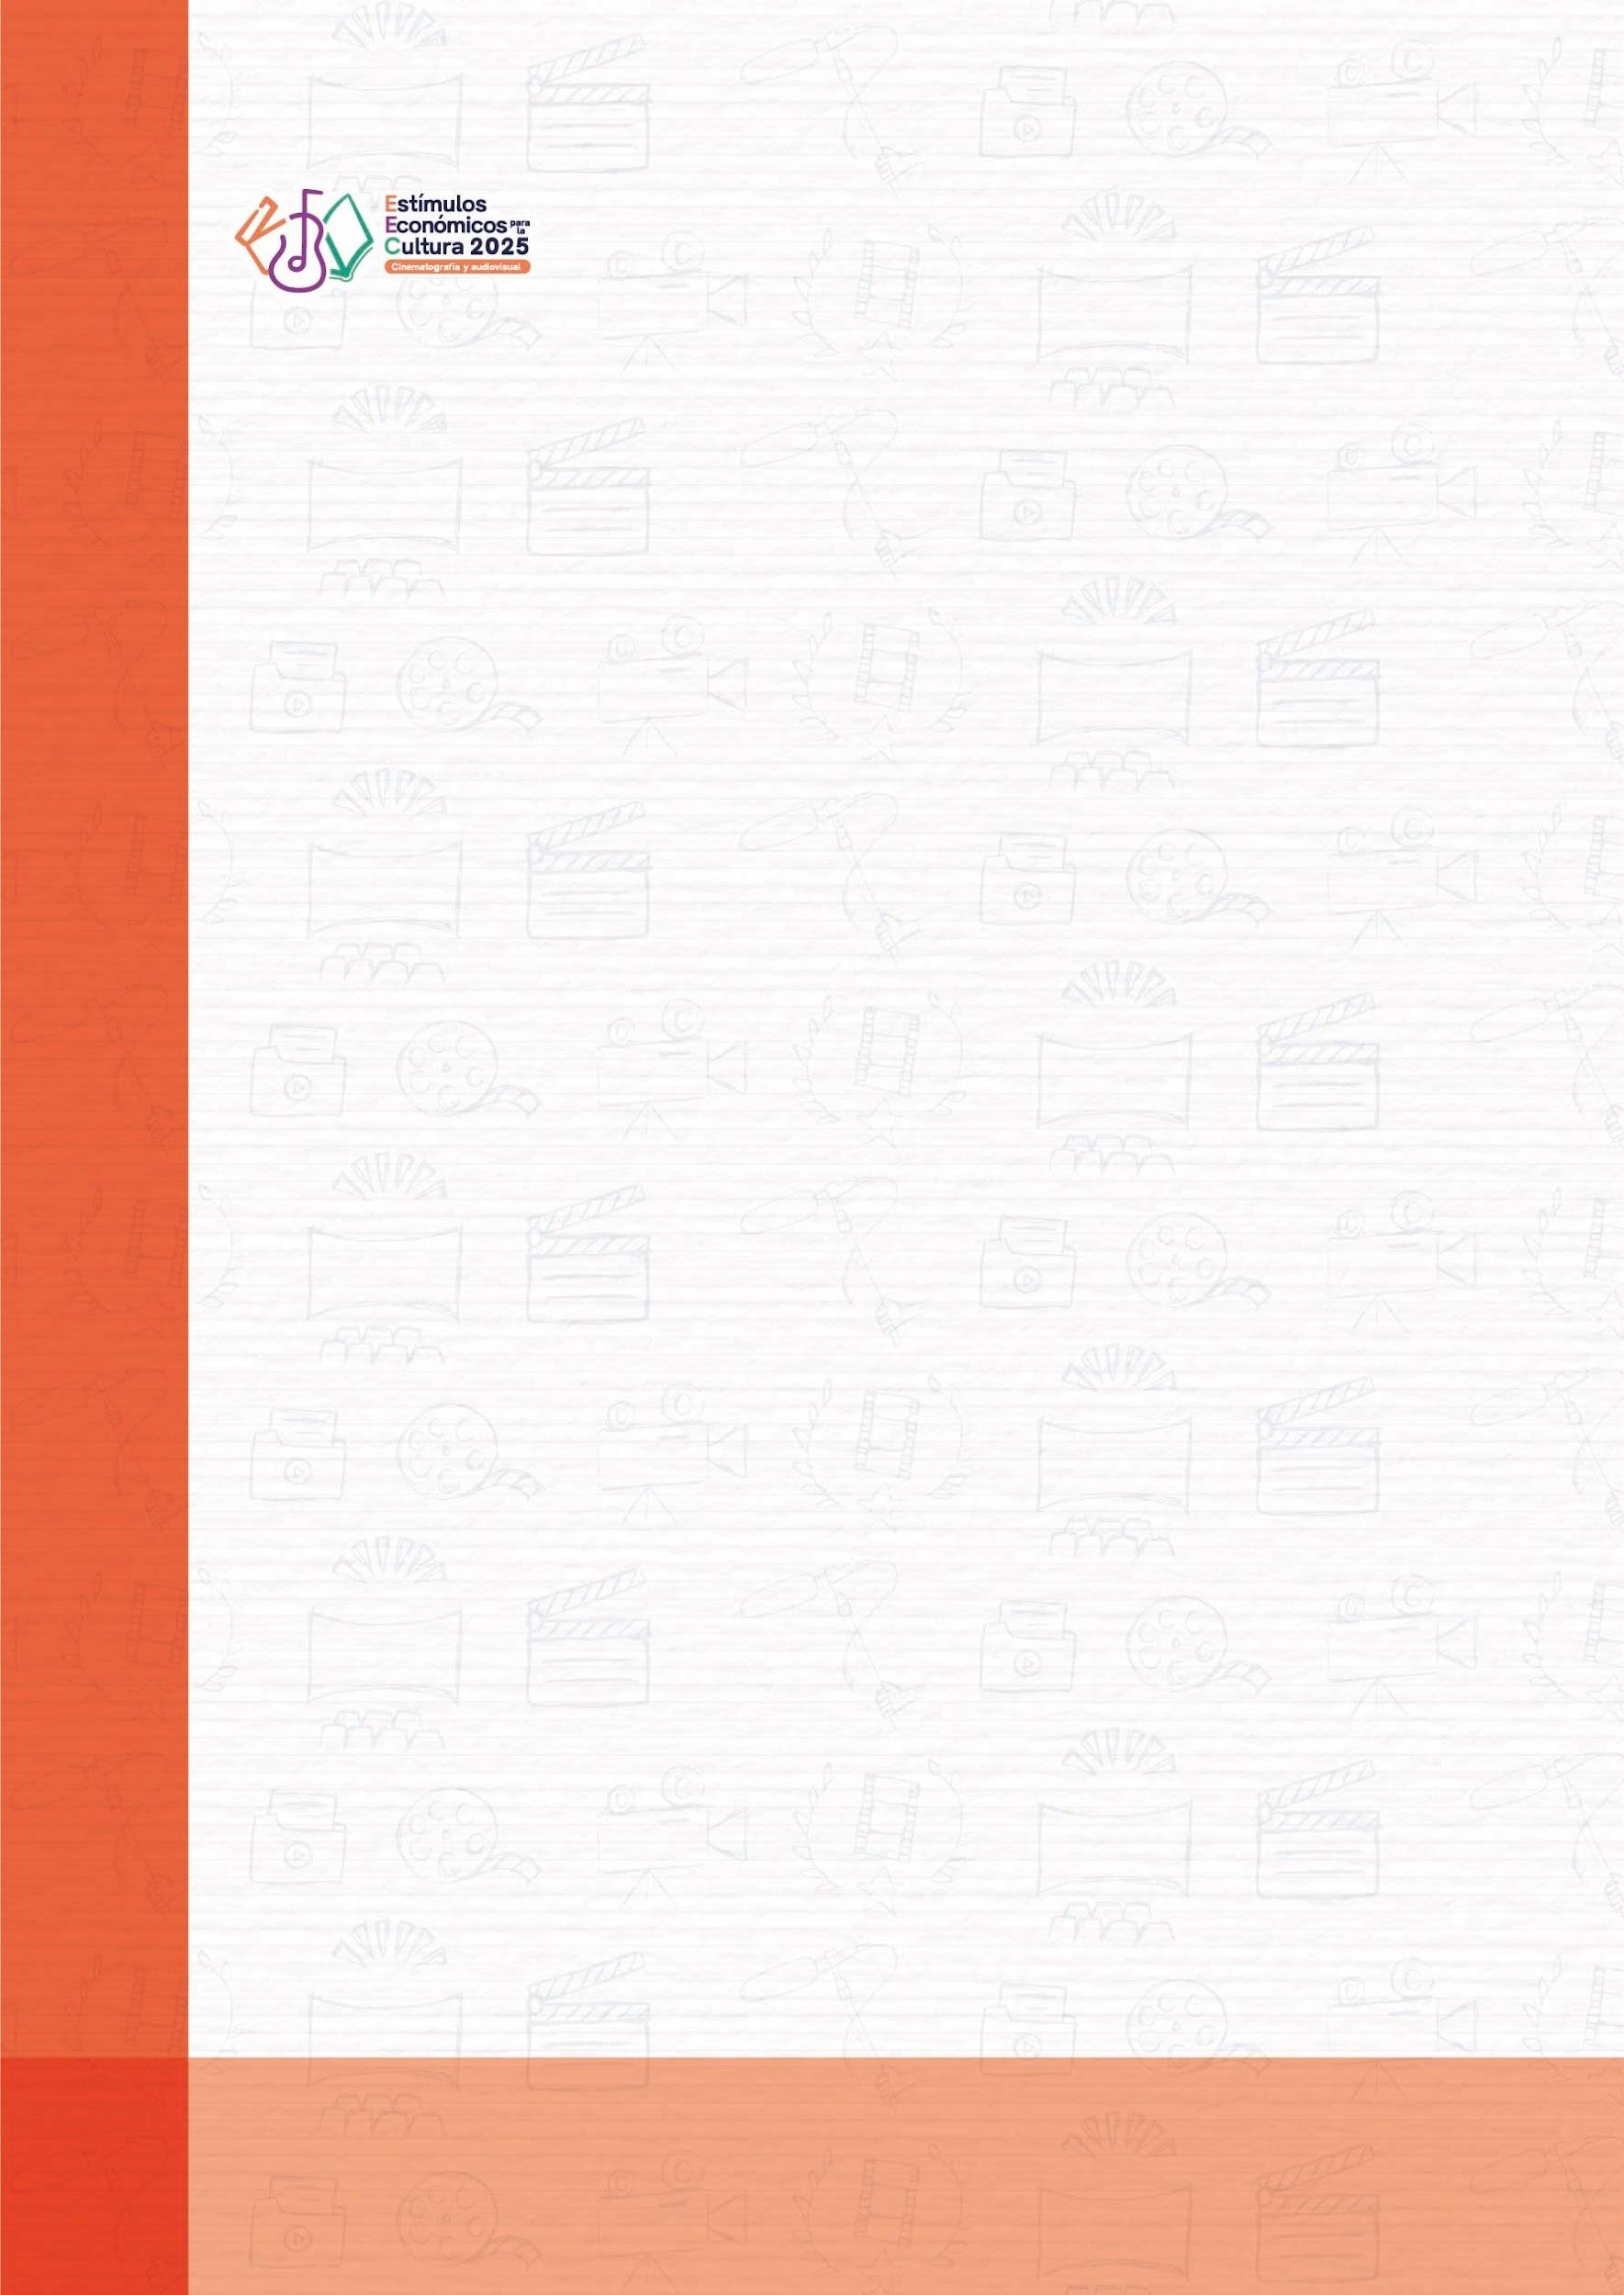 Estímulos
Económicos para la
Cultura 2025
Cinematografía y audiovisual